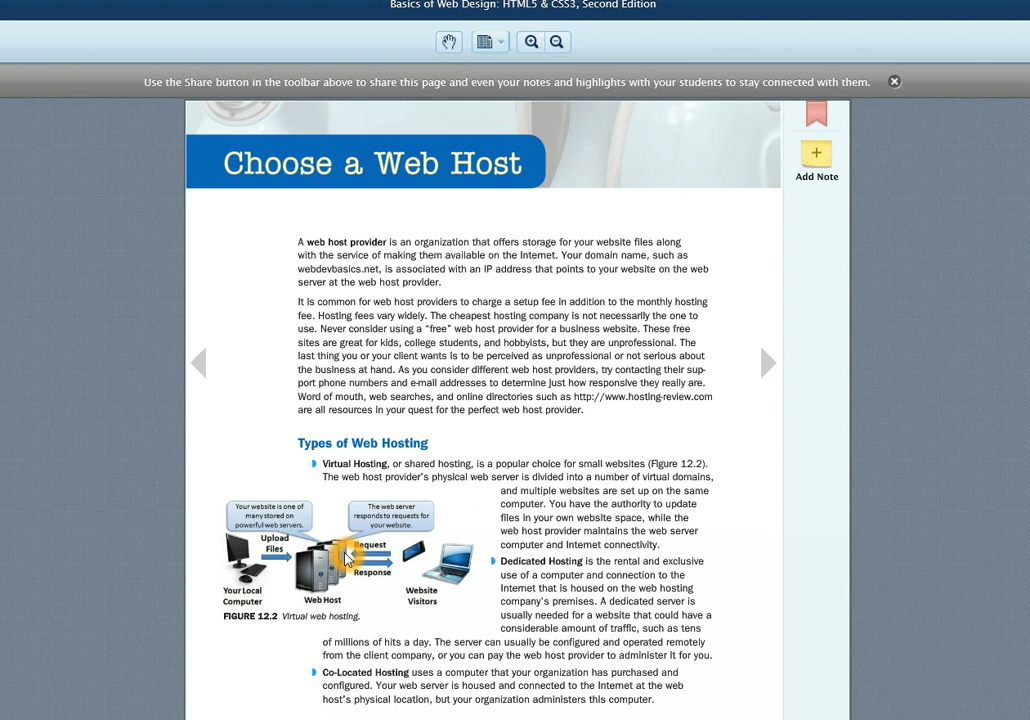 Basics of Web Design: HTML5 & CSS3, Second Edition
Use the Share button in the toolbar above to share this page and even your notes and highlights with your students to stay connected with them.
Choose a Web Host
Add Note
A web host provider is an organization that offers storage for your website files along
with the service of making them available on the Internet. Your domain name, such as
webdevbasics.net, is associated with an IP address that points to your website on the web
server at the web host provider.
It is common for web host providers to charge a setup fee in addition to the monthly hosting
fee. Hosting fees vary widely. The cheapest hosting company is not necessarily the one to
use. Never consider using a “free” web host provider for a business website. These free
sites are great for kids, college students, and hobbyists, but they are unprofessional. The
last thing you or your client wants is to be perceived as unprofessional or not serious about
the business at hand. As you consider different web host providers, try contacting their sup-
port phone numbers and e-mail addresses to determine just how responsive they really are.
Word of mouth, web searches, and online directories such as http://www.hosting-review.com
are all resources in your quest for the perfect web host provider.
Types of Web Hosting
Virtual Hosting, or shared hosting, is a popular choice for small websites (Figure 12.2).
The web host provider's physical web server is divided into a number of virtual domains,
and multiple websites are set up on the same
computer. You have the authority to update
files in your own website space, while the
web host provider maintains the web server
computer and Internet connectivity.
Your website is one of
many stored on
powerful web servers.
The web server
responds to requests for
your website.
Upload
Files
Request
Response
Your Local
Computer
Web Host
Website
Visitors
FIGURE 12.2 Virtual web hosting.
Dedicated Hosting is the rental and exclusive
use of a computer and connection to the
Internet that is housed on the web hosting
company's premises. A dedicated server is
usually needed for a website that could have a
considerable amount of traffic, such as tens
of millions of hits a day. The server can usually be configured and operated remotely
from the client company, or you can pay the web host provider to administer it for you.
Co-Located Hosting uses a computer that your organization has purchased and
configured. Your web server is housed and connected to the Internet at the web
host's physical location, but your organization administers this computer.